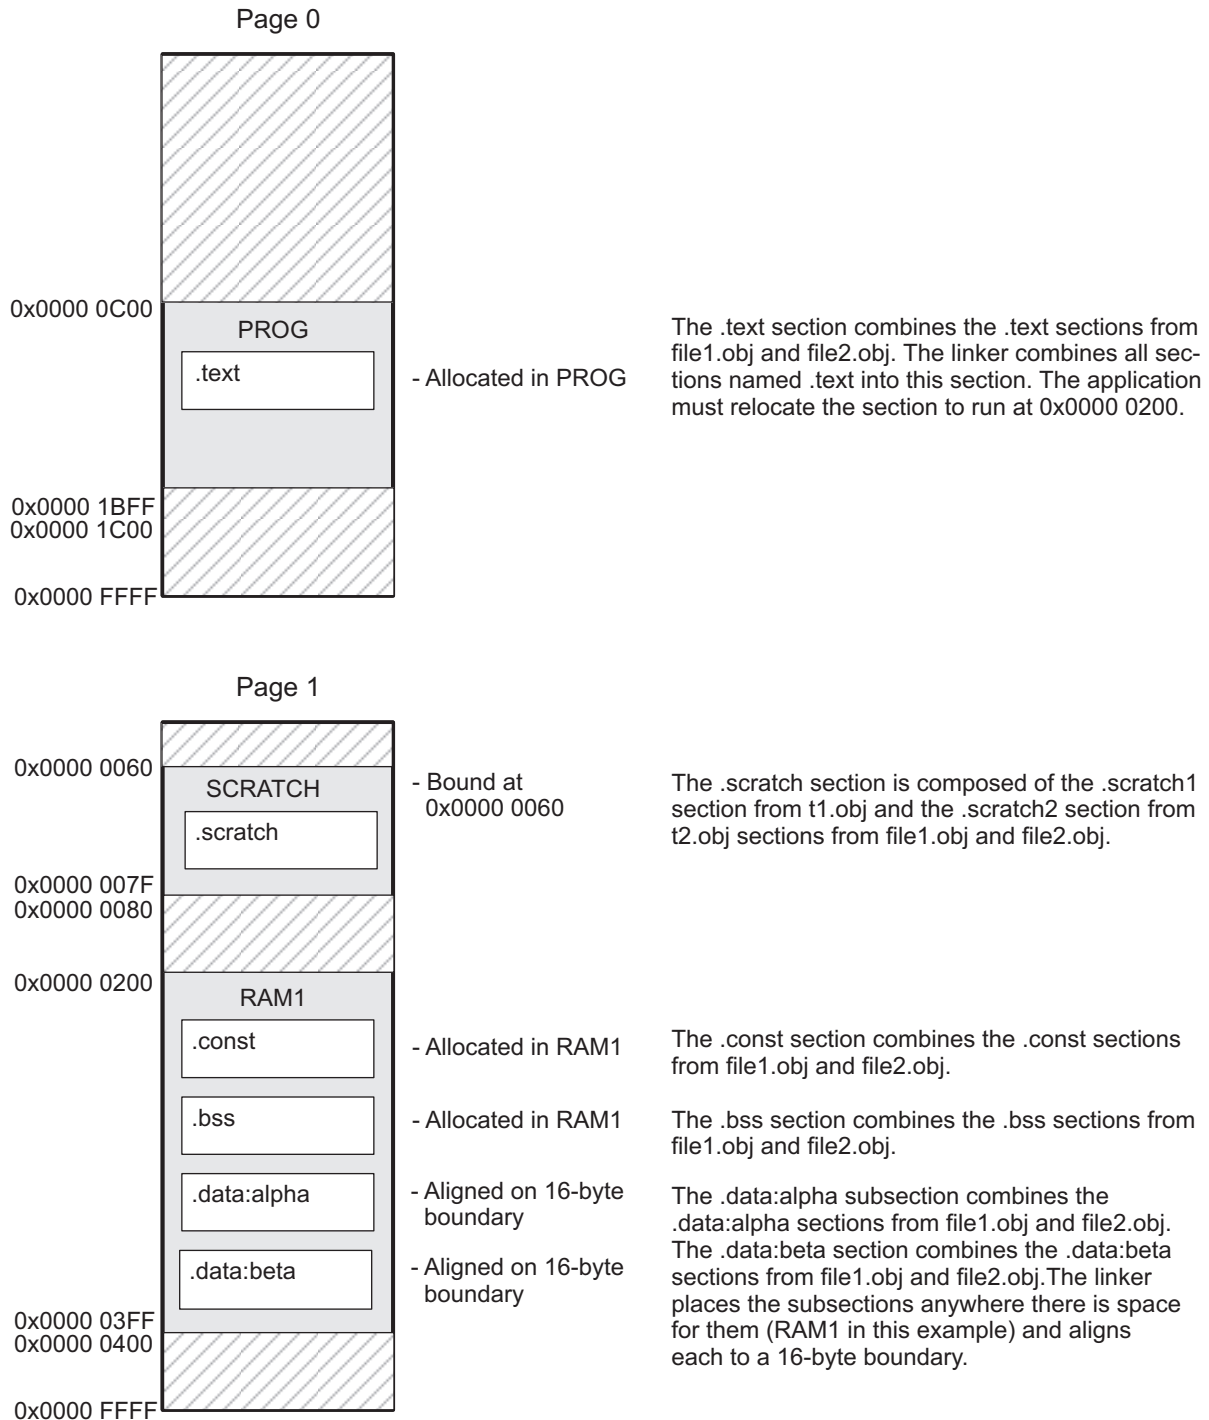 Page 0
0x0000 0C00
PROG
.text
- Allocated in PROG
The .text section combines the .text sections from
file1.obj and file2.obj. The linker combines all sec-
tions named .text into this section. The application
must relocate the section to run at 0x0000 0200.
0x0000 1BFF
0x0000 1C00
0x0000 FFFF
Page 1
0x0000 0060
SCRATCH
.scratch
- Bound at
0x0000 0060
The .scratch section is composed of the .scratch1
section from t1.obj and the .scratch2 section from
t2.obj sections from file1.obj and file2.obj.
0x0000 007F
0x0000 0080
0x0000 0200
RAM1
.const
- Allocated in RAM1
The .const section combines the .const sections
from file1.obj and file2.obj.
.bss
- Allocated in RAM1
The .bss section combines the .bss sections from
file1.obj and file2.obj.
.data:alpha
- Aligned on 16-byte
boundary
The .data:alpha subsection combines the
.data:alpha sections from file1.obj and file2.obj.
.data:beta
- Aligned on 16-byte
boundary
The .data:beta section combines the .data:beta
sections from file1.obj and file2.obj.The linker
places the subsections anywhere there is space
for them (RAM1 in this example) and aligns
each to a 16-byte boundary.
0x0000 03FF
0x0000 0400
0x0000 FFFF